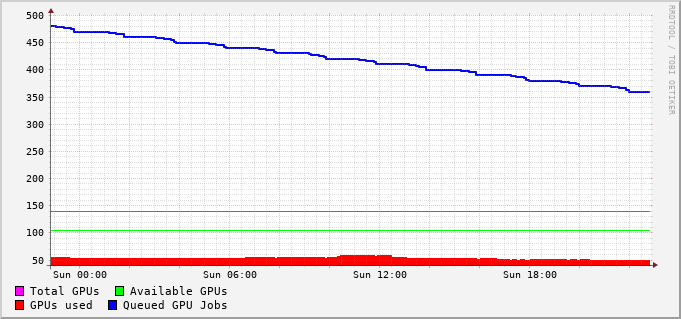 500
450
400
350
300
250
200
150
100
50
Sun 00:00 Sun 06:00 Sun 12:00 Sun 18:00
Total GPUs Available GPUs
GPUs used Queued GPU Jobs
RRDTOOL / TOBI OETIKER